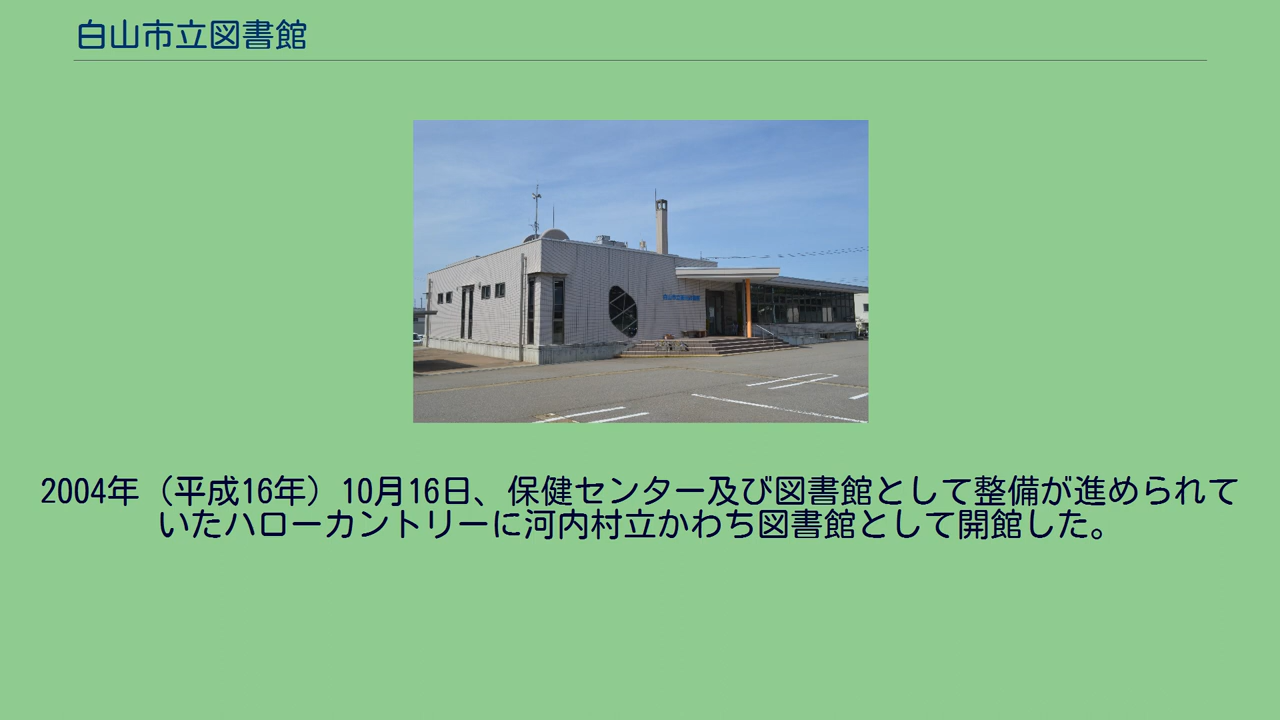 白山市立図書館
2004年（平成16年）10月16日、保健センター及び図書館として整備が進められて
いたハローカントリーに河内村立かわち図書館として開館した。